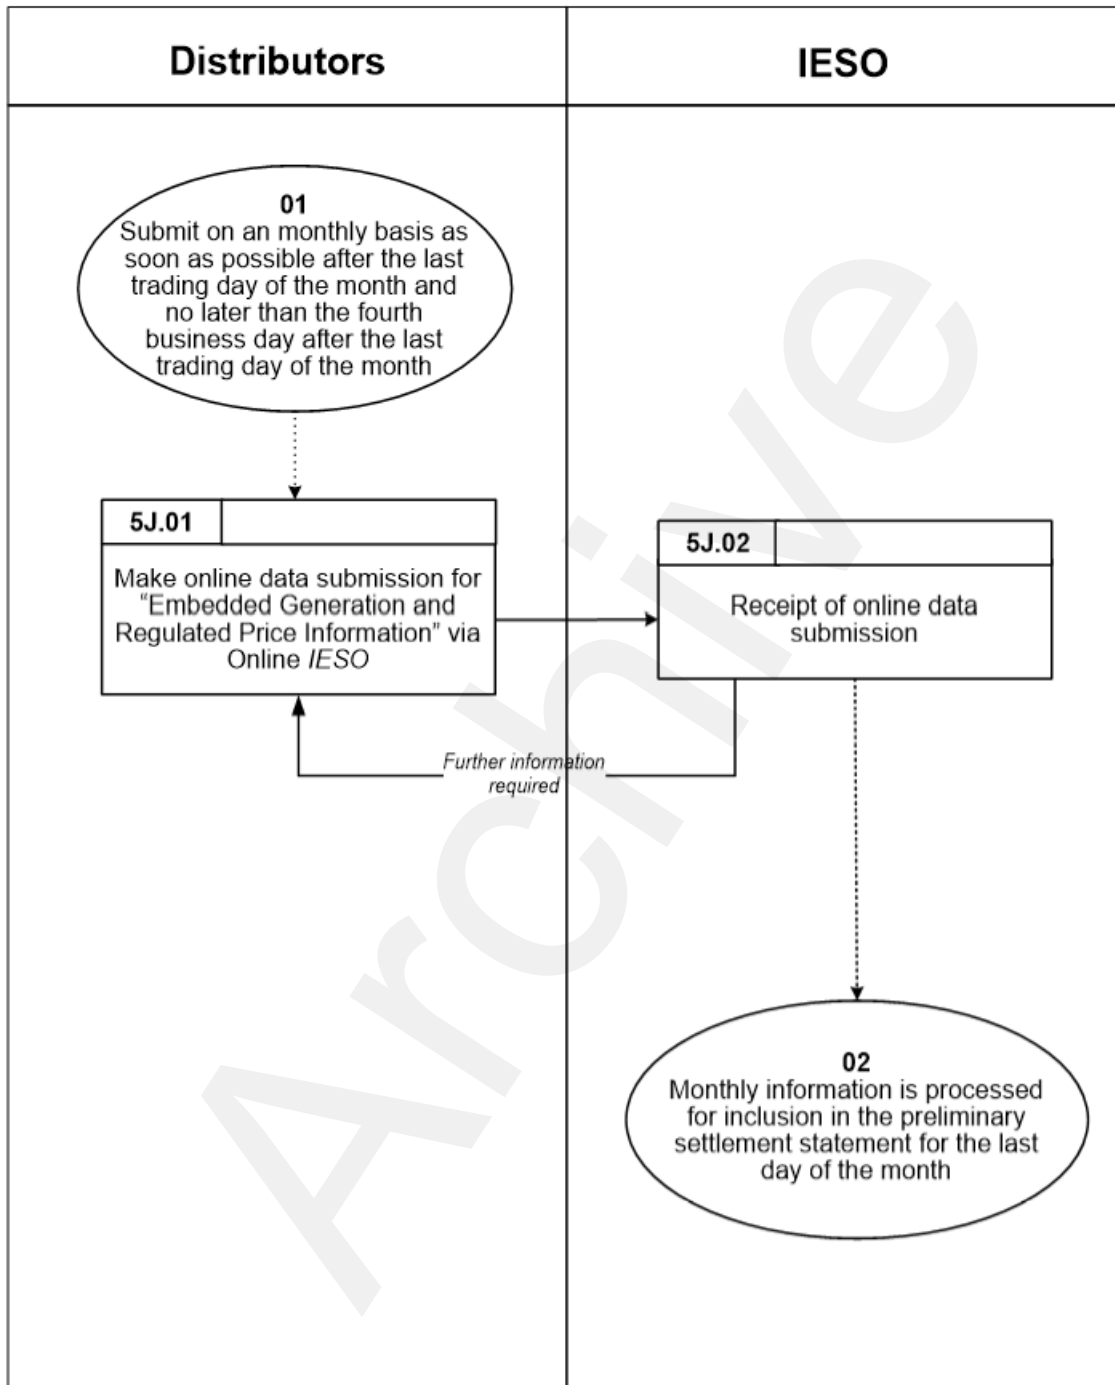 Distributors
IESO
01
Submit on an monthly basis as
soon as possible after the last
trading day of the month and
no later than the fourth
business day after the last
trading day of the month
5J.01
Make online data submission for
“Embedded Generation and
Regulated Price Information” via
Online IESO
5J.02
Receipt of online data
submission
Further information
required
02
Monthly information is processed
for inclusion in the preliminary
settlement statement for the last
day of the month
Archive